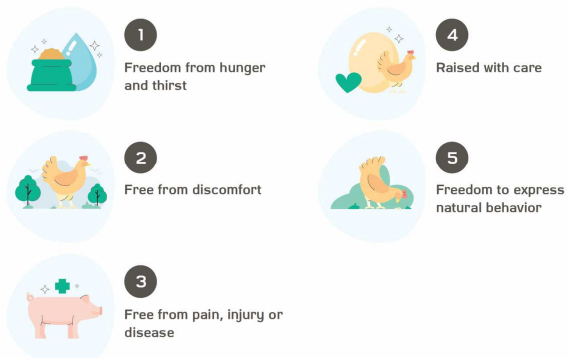 1
Freedom from hunger
and thirst
2
Free from discomfort
3
Free from pain, injury or
disease
4
Raised with care
5
Freedom to express
natural behavior